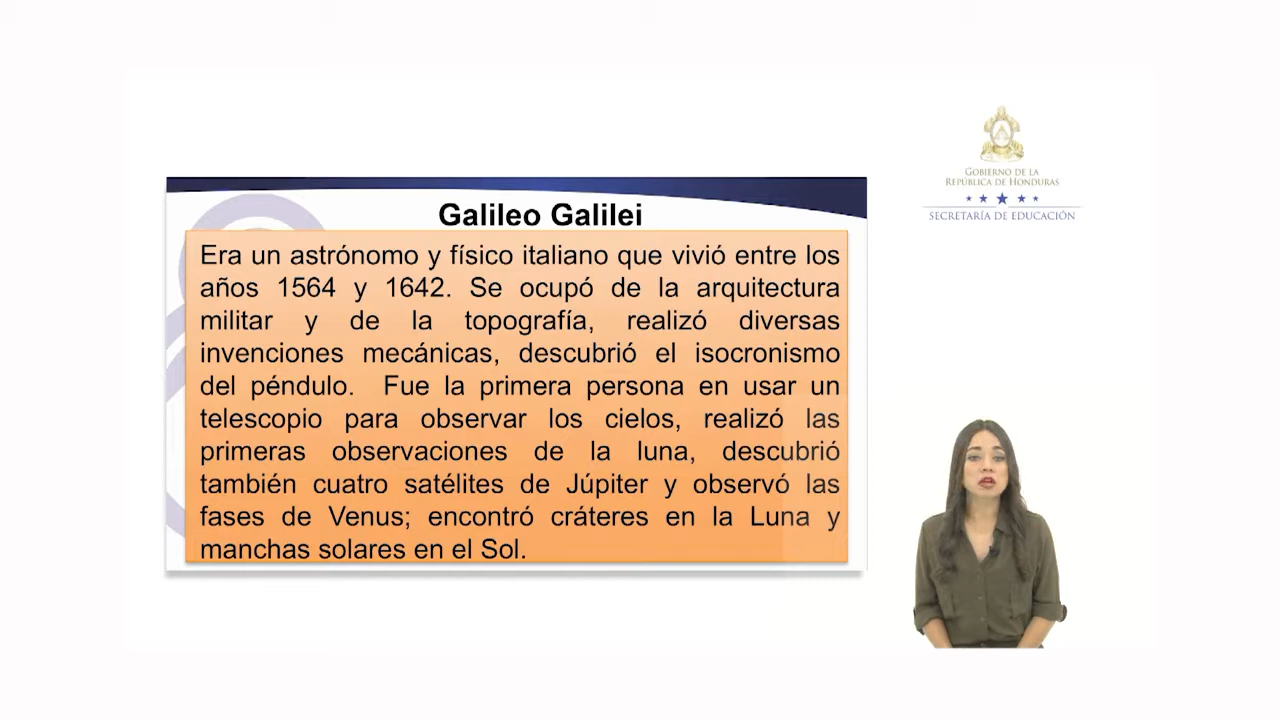 Galileo Galilei
Era un astrónomo y físico italiano que vivió entre los
años 1564 y 1642. Se ocupó de la arquitectura
militar y de la topografía, realizó diversas
invenciones mecánicas, descubrió el isocronismo
del péndulo. Fue la primera persona en usar un
telescopio para observar los cielos, realizó las
primeras observaciones de la luna, descubrió
también cuatro satélites de Júpiter y observó las
fases de Venus; encontró cráteres en la Luna y
manchas solares en el Sol.
GOBIERNO DE LA
REPÚBLICA DE HONDURAS
SECRETARÍA DE EDUCACIÓN